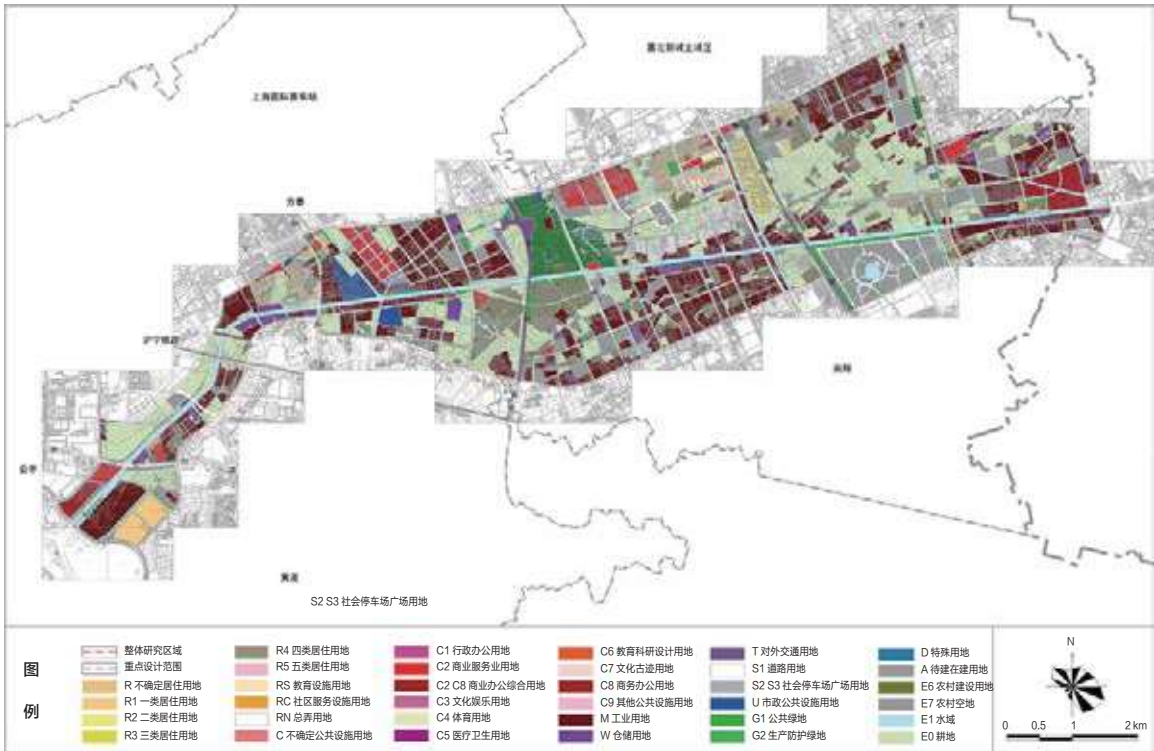 上海国际赛车场
嘉定新城主城区
方泰
沪宁铁路
南翔
安亭
黄渡
S2 S3 社会停车场广场用地
图例
整体研究区域
重点设计范围
R 不确定居住用地
R1 一类居住用地
R2 二类居住用地
R3 三类居住用地
R4 四类居住用地
R5 五类居住用地
RS 教育设施用地
RC 社区服务设施用地
RN 总弄用地
C 不确定公共设施用地
C1 行政办公用地
C2 商业服务业用地
C2 C8 商业办公综合用地
C3 文化娱乐用地
C4 体育用地
C5 医疗卫生用地
C6 教育科研设计用地
C7 文化古迹用地
C8 商务办公用地
C9 其他公共设施用地
M 工业用地
W 仓储用地
T 对外交通用地
S1 道路用地
S2 S3 社会停车场广场用地
U 市政公共设施用地
G1 公共绿地
G2 生产防护绿地
D 特殊用地
A 待建在建用地
E6 农村建设用地
E7 农村空地
E1 水域
E0 耕地
N
0 0.5 1 2 km